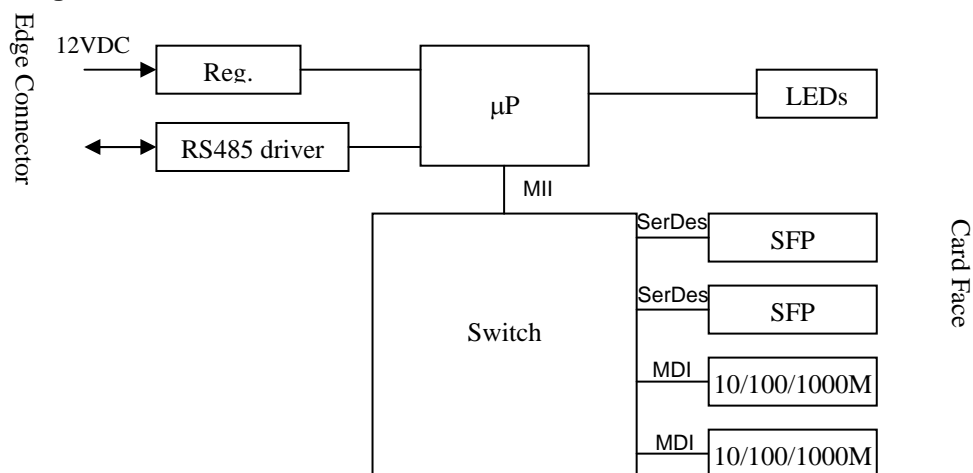 Edge Connector
12VDC
Reg.
RS485 driver
μP
LEDs
MII
Switch
SerDes
SFP
SerDes
SFP
MDI
10/100/1000M
MDI
10/100/1000M
Card Face